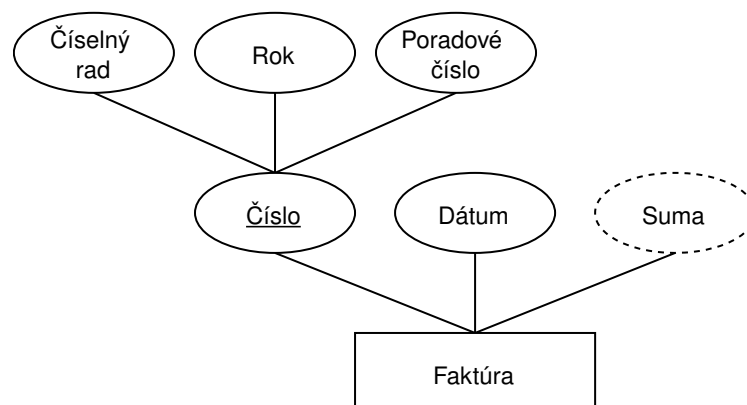 Číselný
rad
Rok
Poradové
číslo
Číslo
Dátum
Suma
Faktúra